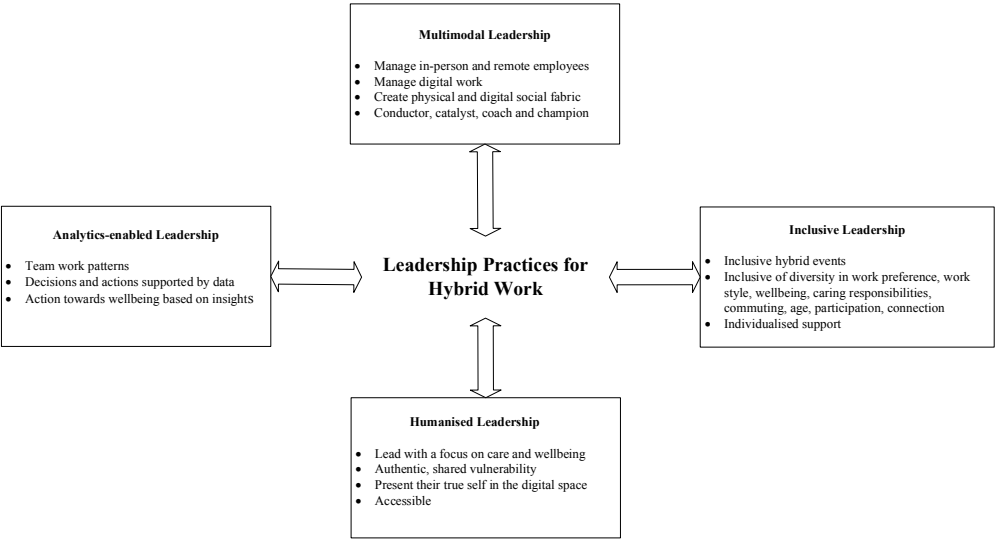 Multimodal Leadership
• Manage in-person and remote employees
• Manage digital work
• Create physical and digital social fabric
• Conductor, catalyst, coach and champion
Analytics-enabled Leadership
• Team work patterns
• Decisions and actions supported by data
• Action towards wellbeing based on insights
Leadership Practices for
Hybrid Work
Inclusive Leadership
• Inclusive hybrid events
• Inclusive of diversity in work preference, work
style, wellbeing, caring responsibilities,
commuting, age, participation, connection
• Individualised support
Humanised Leadership
• Lead with a focus on care and wellbeing
• Authentic, shared vulnerability
• Present their true self in the digital space
• Accessible